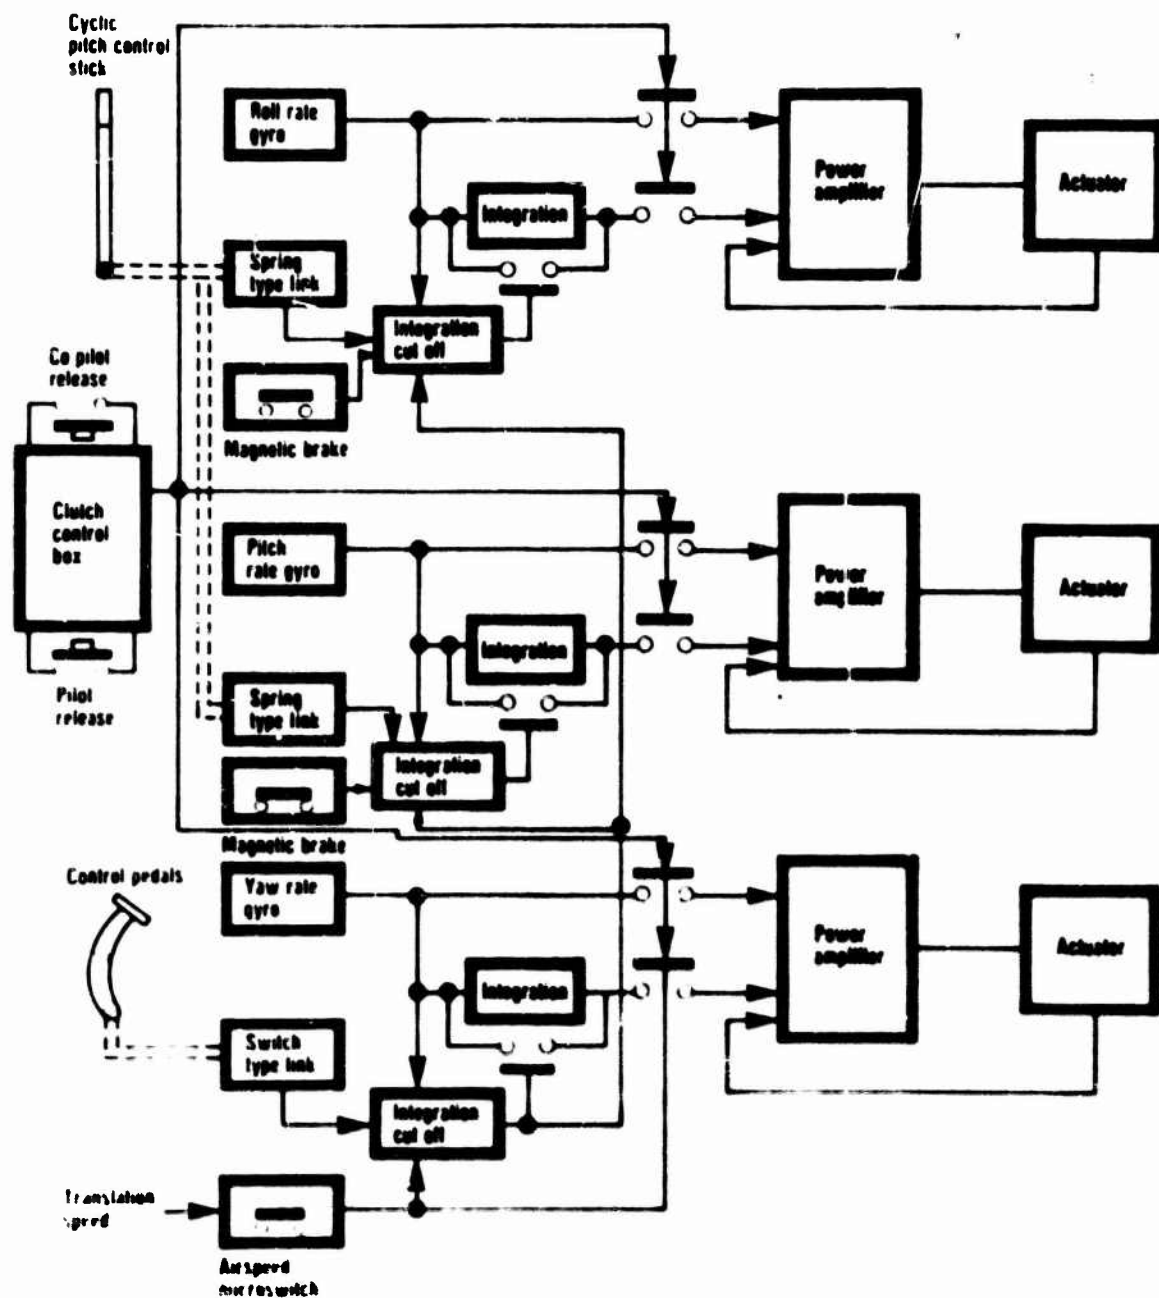 Cyclic
pitch control
stick
Roll rate
gyro
Integration
Power
amplifier
Actuator
Spring
type link
Integration
cut off
Co pilot
release
Magnetic brake
Clutch
control
box
Pitch
rate gyro
Power
amplifier
Actuator
Integration
Pilot
release
Spring
type link
Integration
cut off
Magnetic brake
Control pedals
Yaw rate
gyro
Power
amplifier
Actuator
Integration
Switch
type link
Integration
cut off
Translation
speed
Airspeed
microswitch